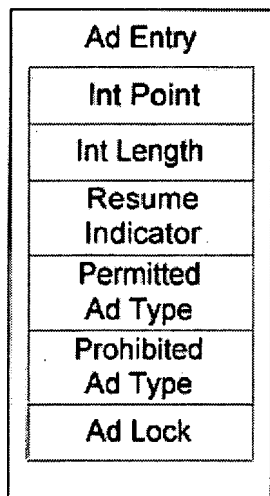 Ad Entry
Int Point
Int Length
Resume
Indicator
Permitted
Ad Type
Prohibited
Ad Type
Ad Lock